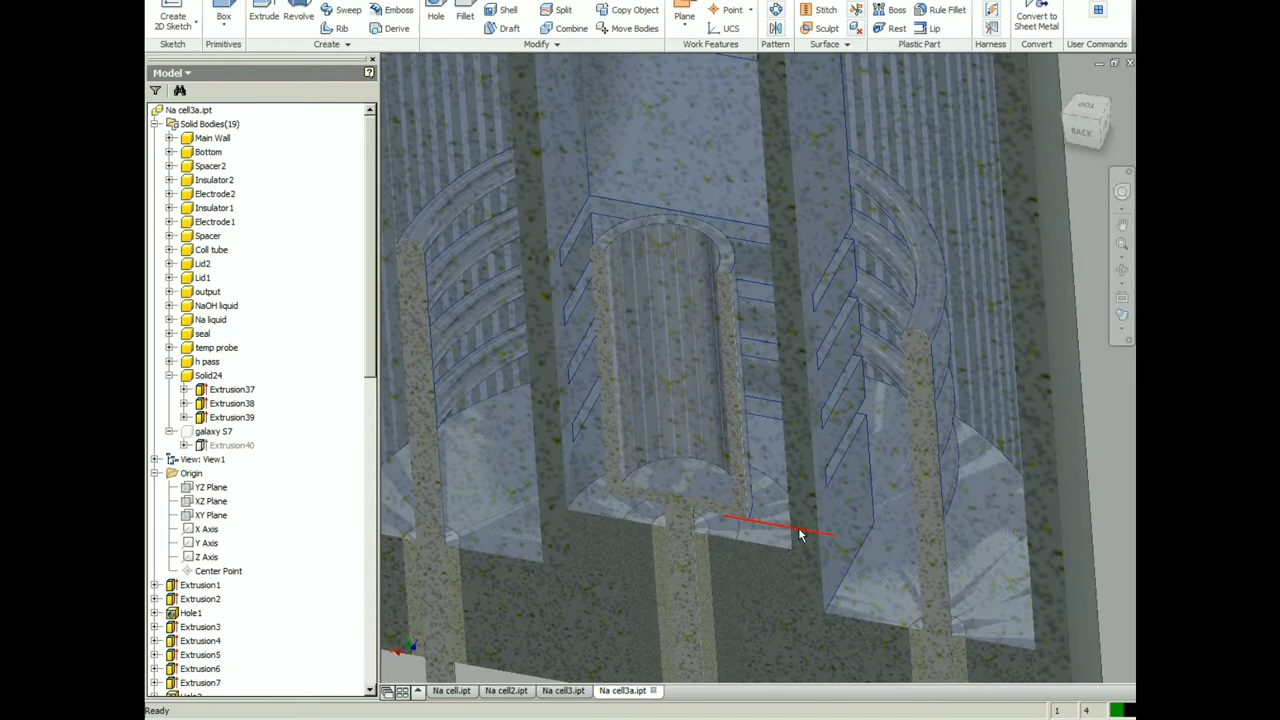 Create
2D Sketch
Sketch
Box
Primitives
Extrude
Revolve
Sweep
Rib
Emboss
Derive
Create
Hole
Fillet
Shell
Draft
Split
Combine
Copy Object
Move Bodies
Modify
Plane
Point
UCS
Work Features
Pattern
Stitch
Sculpt
Surface
Boss
Rest
Rule Fillet
Lip
Plastic Part
Harness
Convert to
Sheet Metal
Convert
User Commands
Model
Na cell3a.ipt
Solid Bodies(19)
Main Wall
Bottom
Spacer2
Insulator2
Electrode2
Insulator1
Electrode1
Spacer
Coll tube
Lid2
Lid1
output
NaOH liquid
Na liquid
seal
temp probe
h pass
Solid24
Extrusion37
Extrusion38
Extrusion39
galaxy S7
Extrusion40
View: View1
Origin
YZ Plane
XZ Plane
XY Plane
X Axis
Y Axis
Z Axis
Center Point
Extrusion1
Extrusion2
Hole1
Extrusion3
Extrusion4
Extrusion5
Extrusion6
Extrusion7
TOP
BACK
Na cell.ipt
Na cell2.ipt
Na cell3.ipt
Na cell3a.ipt
Ready
1
4